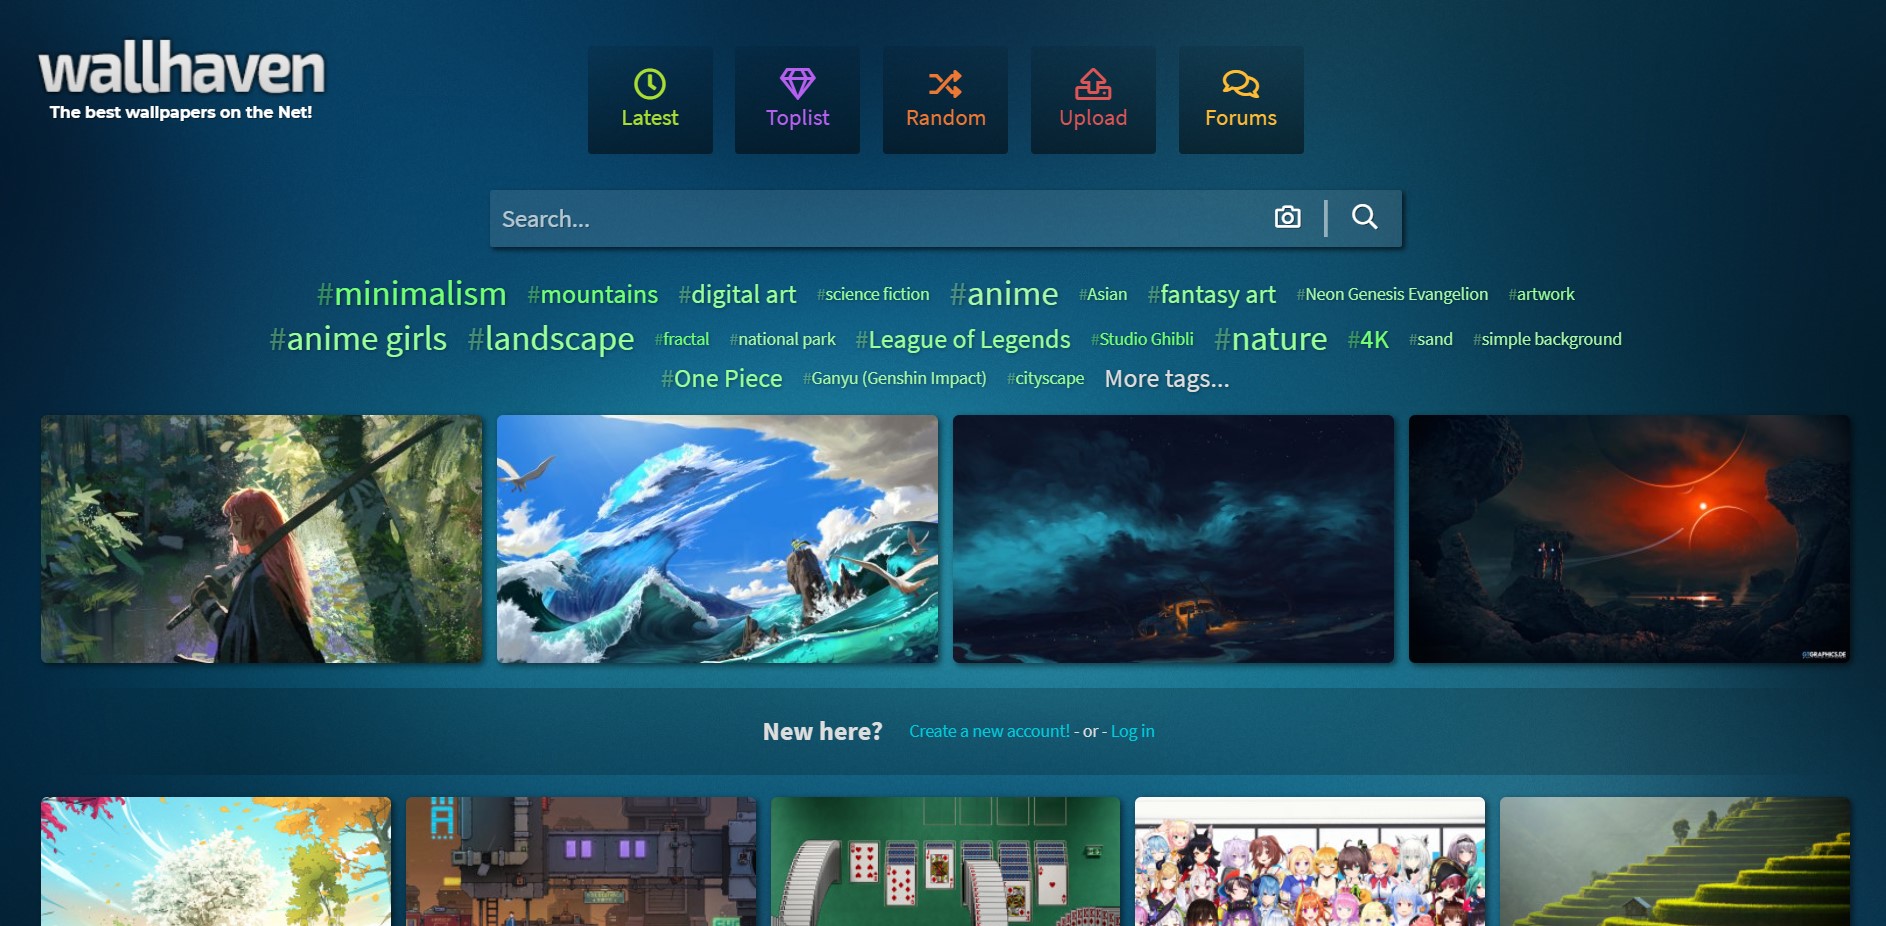 wallhaven
The best wallpapers on the Net!
Latest
Toplist
Random
Upload
Forums
Search...
#minimalism #mountains #digital art #science fiction #anime #Asian #fantasy art #Neon Genesis Evangelion #artwork
#anime girls #landscape #fractal #national park #League of Legends #Studio Ghibli #nature #4K #sand #simple background
#One Piece #Ganyu (Genshin Impact) #cityscape More tags...
New here? Create a new account! - or - Log in